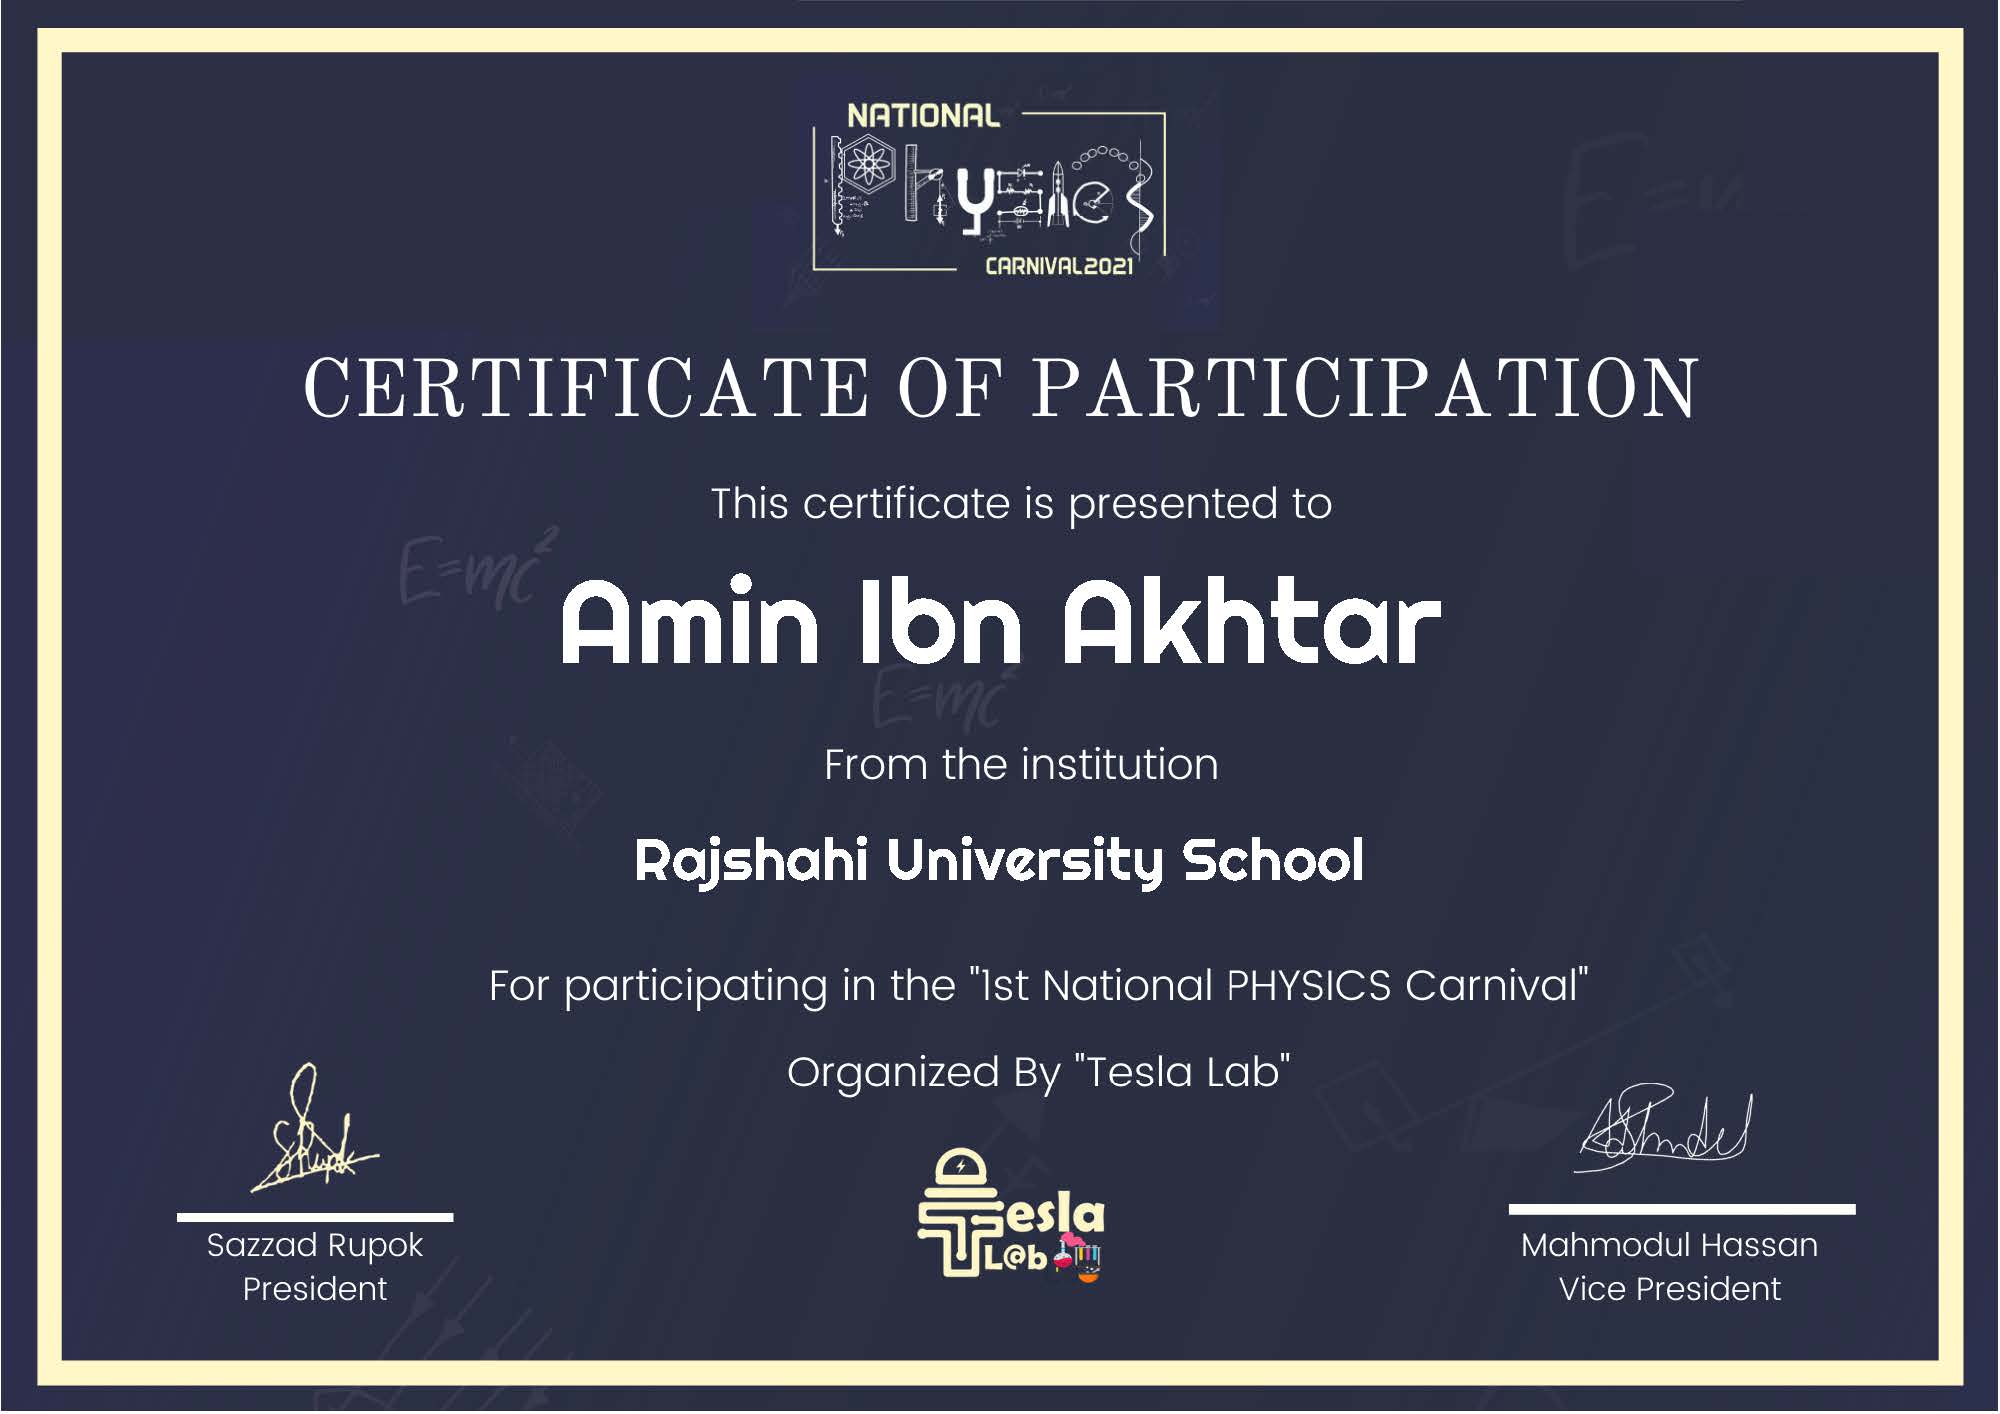 NATIONAL
Physics
CARNIVAL2021
E=m
CERTIFICATE OF PARTICIPATION
This certificate is presented to
E=mc²
Amin Ibn Akhtar
E=mc²
From the institution
Rajshahi University School
For participating in the "1st National PHYSICS Carnival"
Organized By "Tesla Lab"
Tesla
L@b
Sazzad Rupok
President
Mahmodul Hassan
Vice President